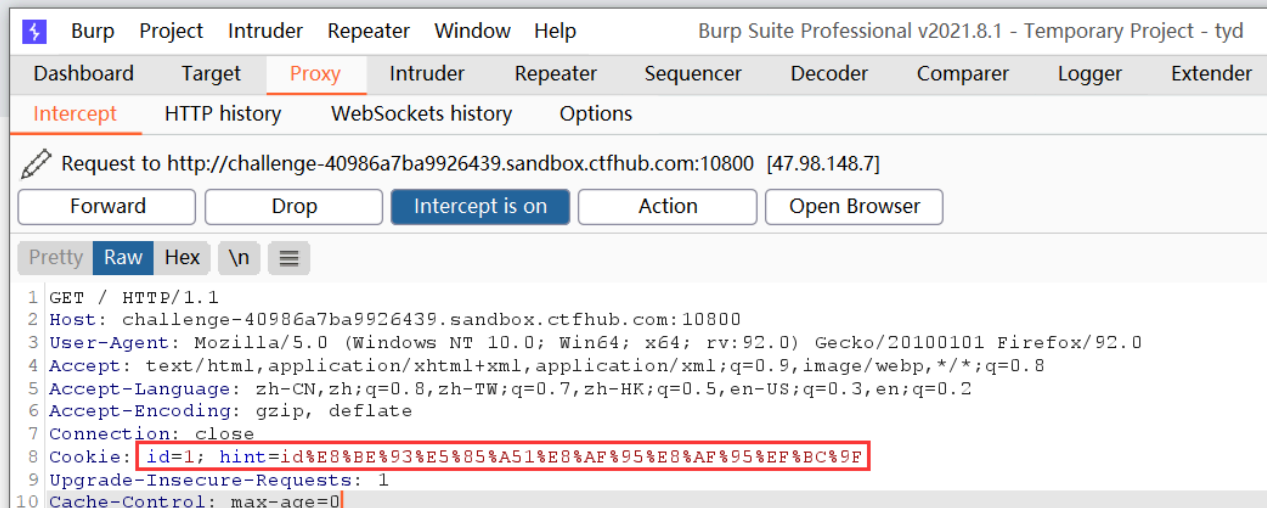 Burp Project Intruder Repeater Window Help Burp Suite Professional v2021.8.1 - Temporary Project - tyd
Dashboard Target Proxy Intruder Repeater Sequencer Decoder Comparer Logger Extender
Intercept HTTP history WebSockets history Options
Request to http://challenge-40986a7ba9926439.sandbox.ctfhub.com:10800 [47.98.148.7]
Forward Drop Intercept is on Action Open Browser
Pretty Raw Hex \n
1 GET / HTTP/1.1
2 Host: challenge-40986a7ba9926439.sandbox.ctfhub.com:10800
3 User-Agent: Mozilla/5.0 (Windows NT 10.0; Win64; x64; rv:92.0) Gecko/20100101 Firefox/92.0
4 Accept: text/html,application/xhtml+xml,application/xml;q=0.9,image/webp,*/*;q=0.8
5 Accept-Language: zh-CN,zh;q=0.8,zh-TW;q=0.7,zh-HK;q=0.5,en-US;q=0.3,en;q=0.2
6 Accept-Encoding: gzip, deflate
7 Connection: close
8 Cookie: id=1; hint=id%E8%BE%93%E5%85%A51%E8%AF%95%E8%AF%95%EF%BC%9F
9 Upgrade-Insecure-Requests: 1
10 Cache-Control: max-age=0